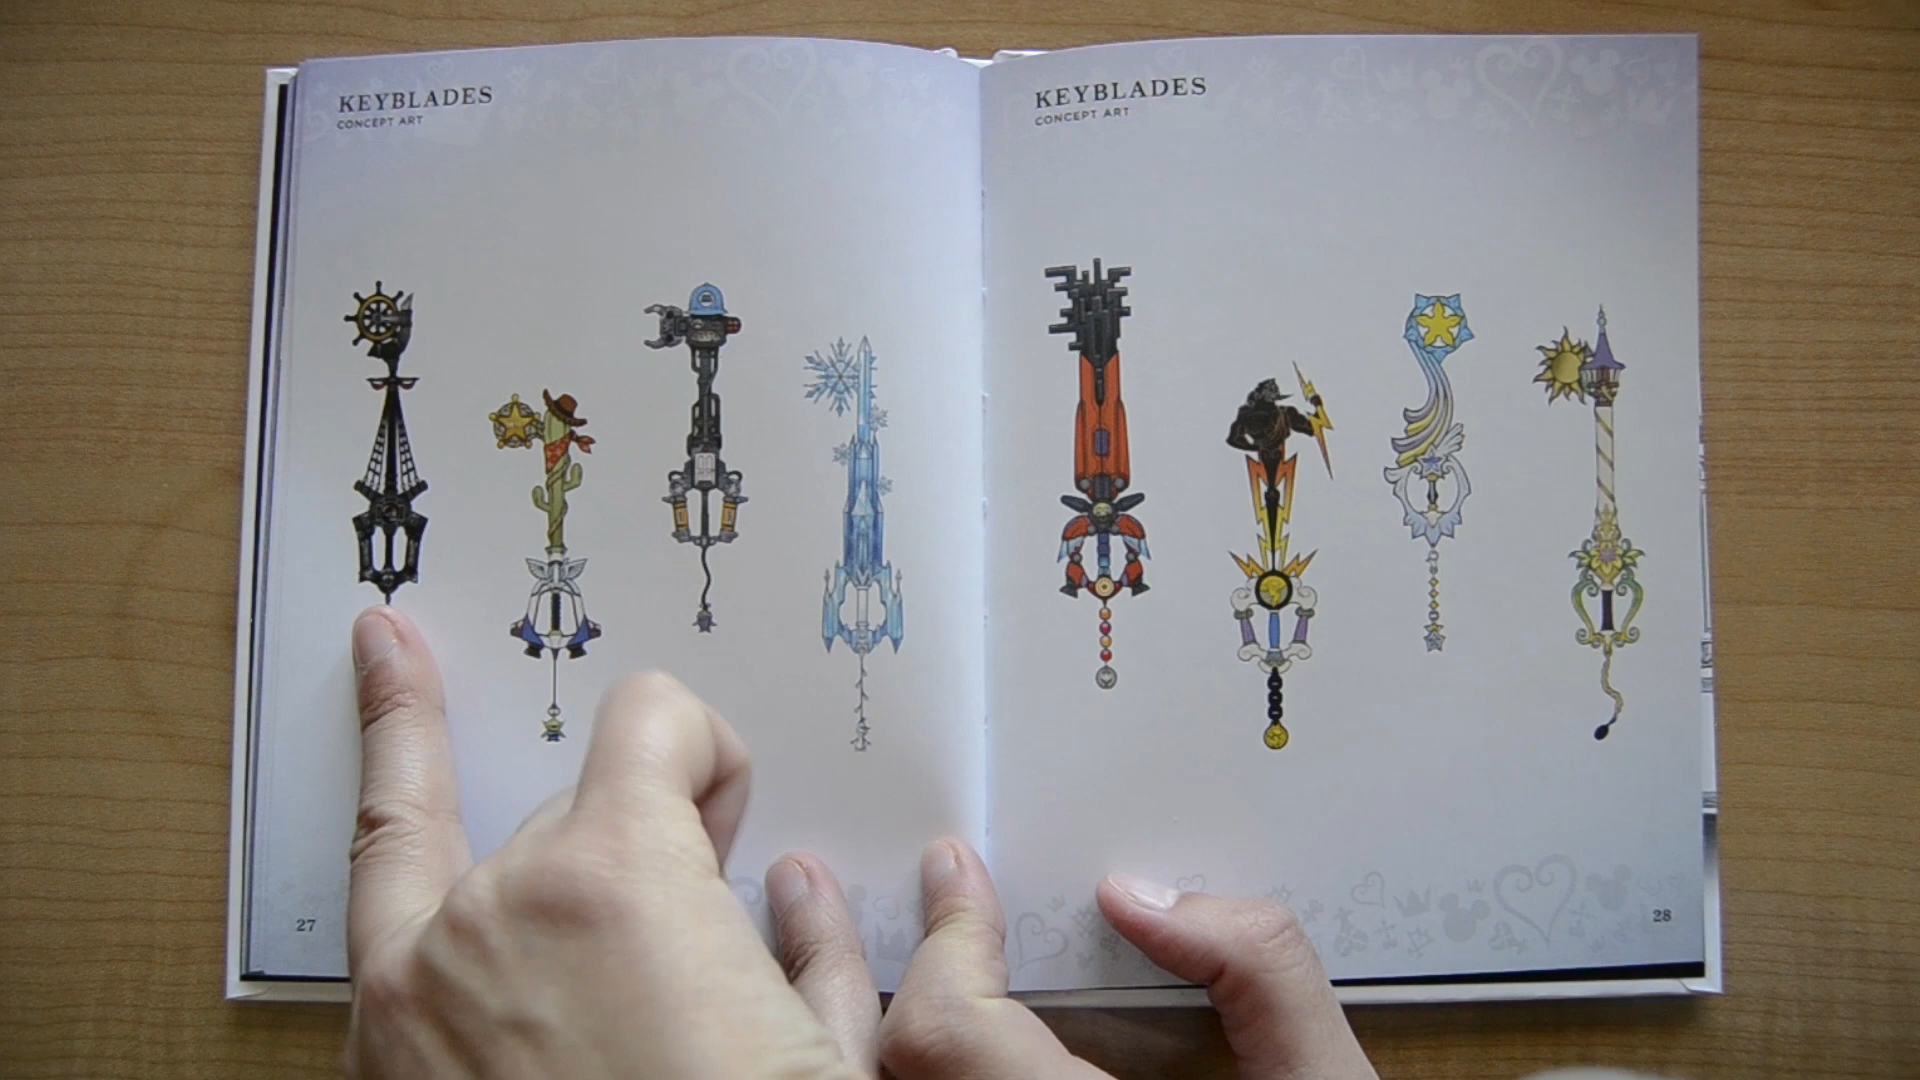 KEYBLADES
CONCEPT ART
27
KEYBLADES
CONCEPT ART
28